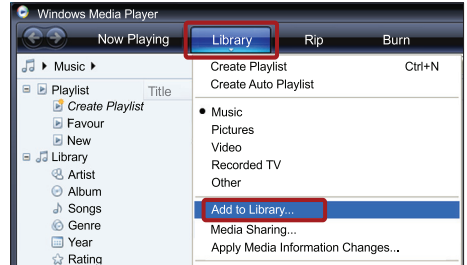 Windows Media Player
Now Playing Library Rip Burn
Music
Playlist Title
Create Playlist
Favour
New
Library
Artist
Album
Songs
Genre
Year
Rating
Create Playlist Ctrl+N
Create Auto Playlist
Music
Pictures
Video
Recorded TV
Other
Add to Library...
Media Sharing...
Apply Media Information Changes...